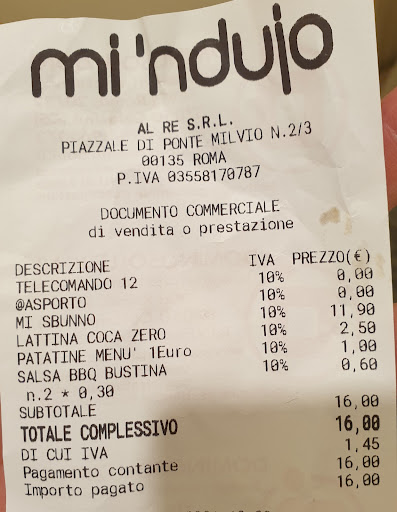 mi 'ndujo
AL RE S.R.L.
PIAZZALE DI PONTE MILVIO N.2/3
00135 ROMA
P.IVA 03558170787
DOCUMENTO COMMERCIALE
di vendita o prestazione
DESCRIZIONE IVA PREZZO(€)
TELECOMANDO 12 10% 0,00
@ASPORTO 10% 0,00
MI SBUNNO 10% 11,90
LATTINA COCA ZERO 10% 2,50
PATATINE MENU' 1Euro 10% 1,00
SALSA BBQ BUSTINA 10% 0,60
n.2 * 0,30
SUBTOTALE 16,00
TOTALE COMPLESSIVO 16,00
DI CUI IVA 1,45
Pagamento contante 16,00
Importo pagato 16,00